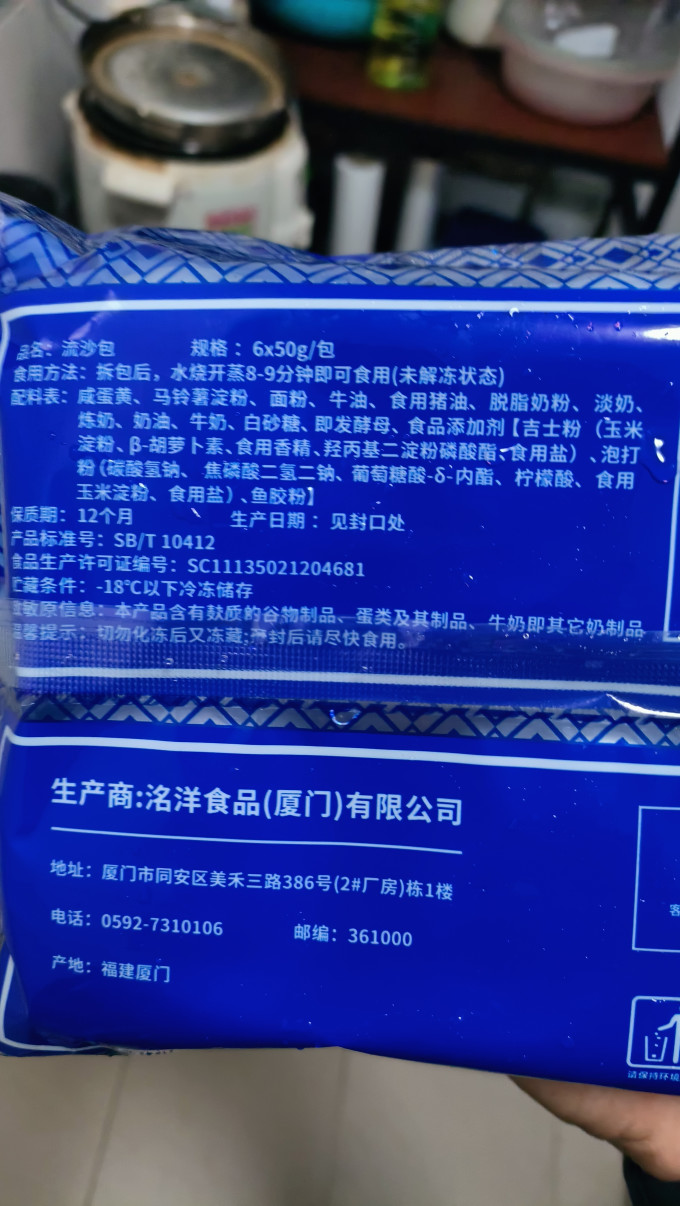 品名：流沙包 规格：6x50g/包
食用方法：拆包后，水烧开蒸8-9分钟即可食用(未解冻状态)
配料表：咸蛋黄、马铃薯淀粉、面粉、牛油、食用猪油、脱脂奶粉、淡奶、
炼奶、奶油、牛奶、白砂糖、即发酵母、食品添加剂【吉士粉（玉米
淀粉、β-胡萝卜素、食用香精、羟丙基二淀粉磷酸酯、食用盐）、泡打
粉（碳酸氢钠、焦磷酸二氢二钠、葡萄糖酸-δ-内酯、柠檬酸、食用
玉米淀粉、食用盐）、鱼胶粉】
保质期：12个月 生产日期：见封口处
产品标准号：SB/T 10412
食品生产许可证编号：SC11135021204681
贮藏条件：-18℃以下冷冻储存
致敏原信息：本产品含有麸质的谷物制品、蛋类及其制品、牛奶即其它奶制品
温馨提示：切勿化冻后又冻藏;开封后请尽快食用。
生产商:洺洋食品(厦门)有限公司
地址：厦门市同安区美禾三路386号(2#厂房)栋1楼
电话：0592-7310106 邮编：361000
产地：福建厦门
客
请保持环境